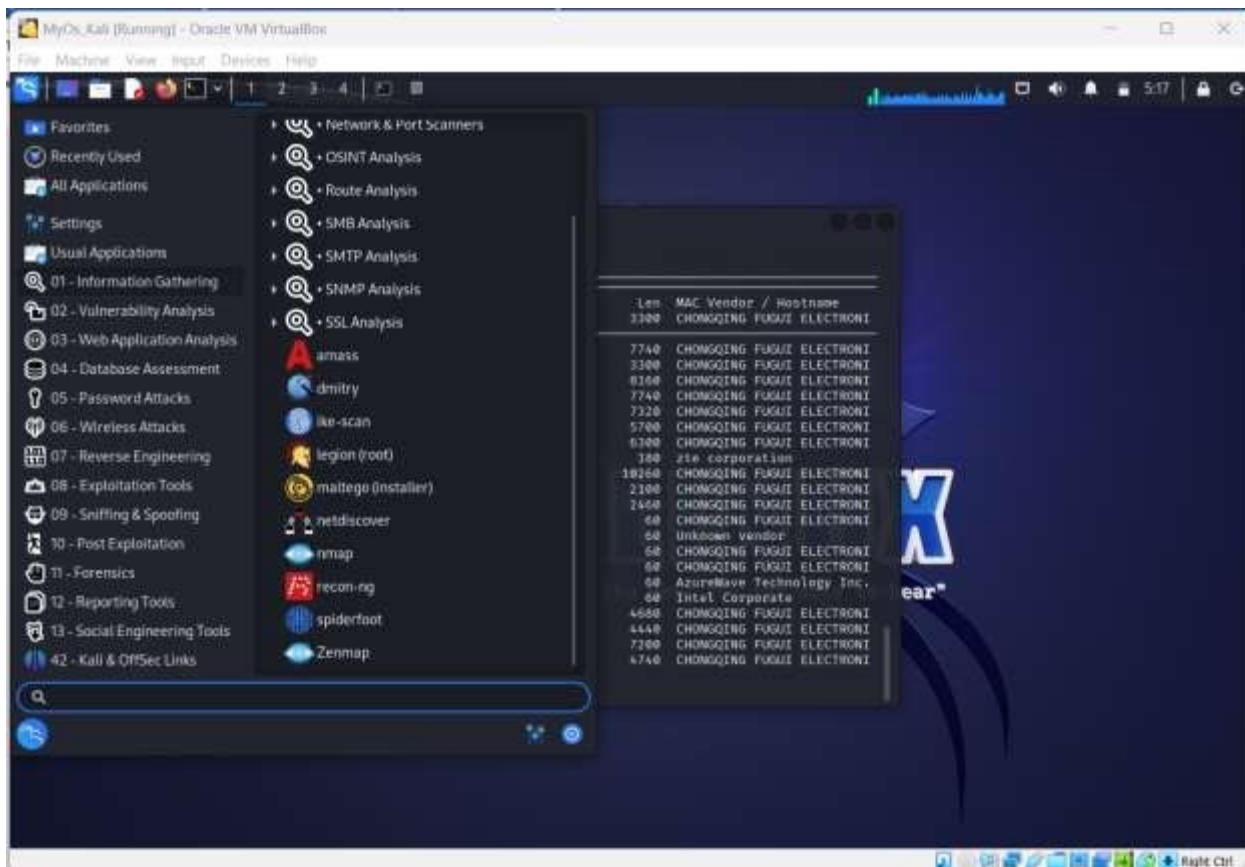 MyOs_Kali [Running] - Oracle VM VirtualBox
File Machine View Input Devices Help
1 2 3 4
5:17
Favorites
Recently Used
All Applications
Settings
Usual Applications
01 - Information Gathering
02 - Vulnerability Analysis
03 - Web Application Analysis
04 - Database Assessment
05 - Password Attacks
06 - Wireless Attacks
07 - Reverse Engineering
08 - Exploitation Tools
09 - Sniffing & Spoofing
10 - Post Exploitation
11 - Forensics
12 - Reporting Tools
13 - Social Engineering Tools
42 - Kali & OffSec Links
• Network & Port Scanners
• OSINT Analysis
• Route Analysis
• SMB Analysis
• SMTP Analysis
• SNMP Analysis
• SSL Analysis
amass
dmitry
ike-scan
legion (root)
maltego (installer)
netdiscover
nmap
recon-ng
spiderfoot
Zenmap
Len MAC Vendor / Hostname
3300 CHONGQING FUGUI ELECTRONI
7740 CHONGQING FUGUI ELECTRONI
3300 CHONGQING FUGUI ELECTRONI
8160 CHONGQING FUGUI ELECTRONI
7740 CHONGQING FUGUI ELECTRONI
7320 CHONGQING FUGUI ELECTRONI
5700 CHONGQING FUGUI ELECTRONI
6300 CHONGQING FUGUI ELECTRONI
180 zte corporation
10260 CHONGQING FUGUI ELECTRONI
2100 CHONGQING FUGUI ELECTRONI
2460 CHONGQING FUGUI ELECTRONI
60 CHONGQING FUGUI ELECTRONI
60 Unknown vendor
60 CHONGQING FUGUI ELECTRONI
60 CHONGQING FUGUI ELECTRONI
60 AzureWave Technology Inc.
60 Intel Corporate
4680 CHONGQING FUGUI ELECTRONI
4440 CHONGQING FUGUI ELECTRONI
7200 CHONGQING FUGUI ELECTRONI
4740 CHONGQING FUGUI ELECTRONI
X
ear"
Right Ctrl